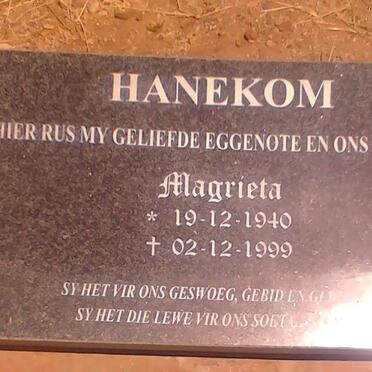 HANEKOM
HIER RUS MY GELIEFDE EGGENOTE EN ONS
Magrieta
* 19-12-1940
† 02-12-1999
SY HET VIR ONS GESWOEG, GEBID EN
SY HET DIE LEWE VIR ONS